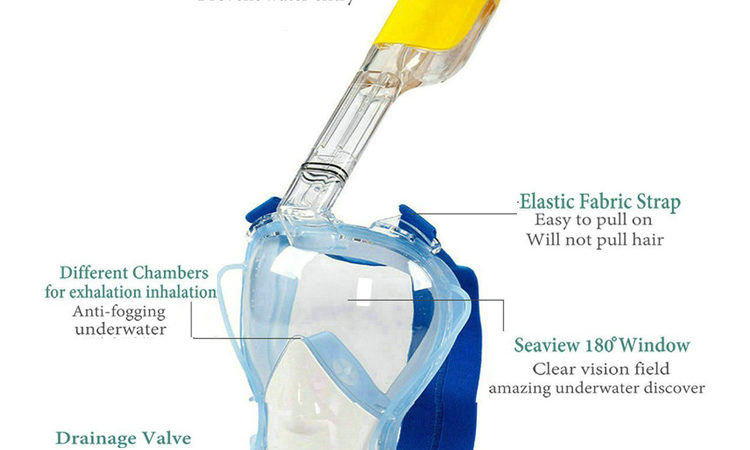 Elastic Fabric Strap
Easy to pull on
Will not pull hair
Different Chambers
for exhalation inhalation
Anti-fogging
underwater
Seaview 180°Window
Clear vision field
amazing underwater discover
Drainage Valve